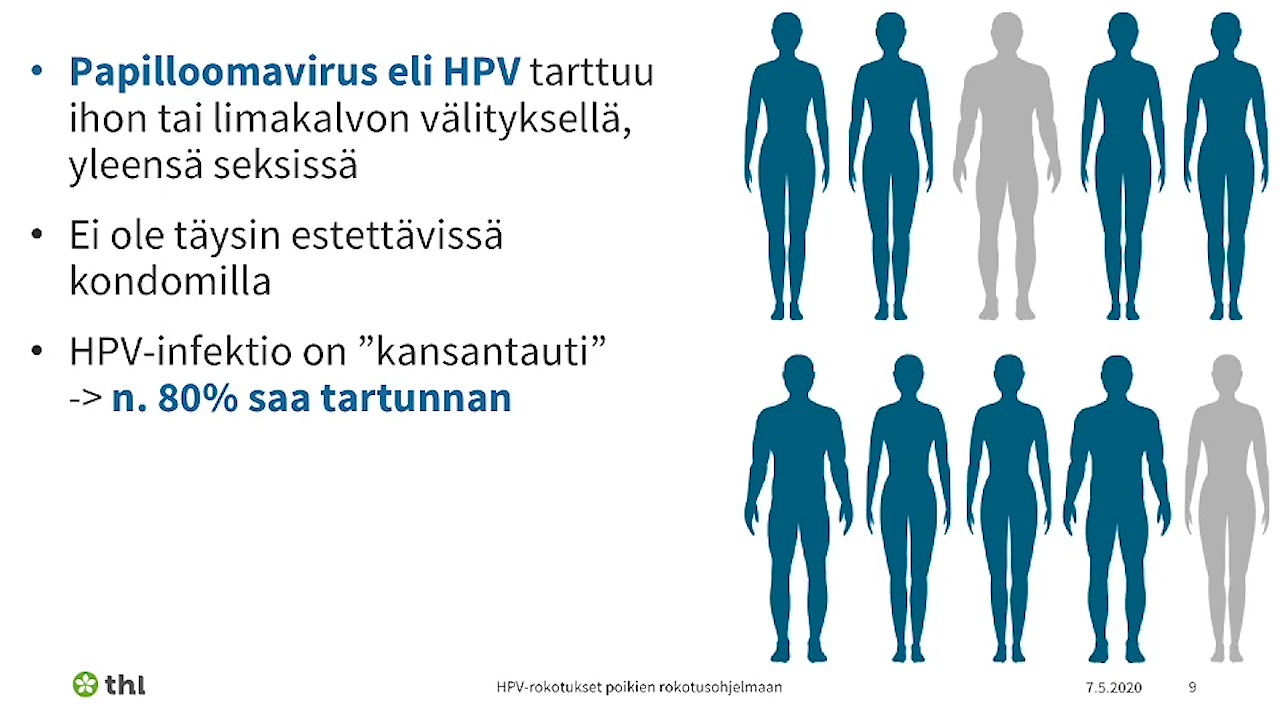 • Papilloomavirus eli HPV tarttuu
ihon tai limakalvon välityksellä,
yleensä seksissä
• Ei ole täysin estettävissä
kondomilla
• HPV-infektio on ”kansantauti”
-> n. 80% saa tartunnan
thl
HPV-rokotukset poikien rokotusohjelmaan
7.5.2020
9